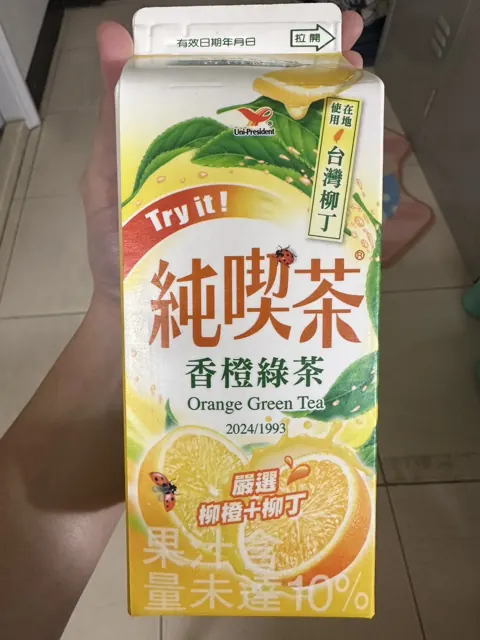 有效日期年月日
拉開
Uni-President
使用在地
台灣柳丁
Try it!
純喫茶®
香橙綠茶
Orange Green Tea
2024/1993
嚴選
柳橙+柳丁
果汁含
量未達10%